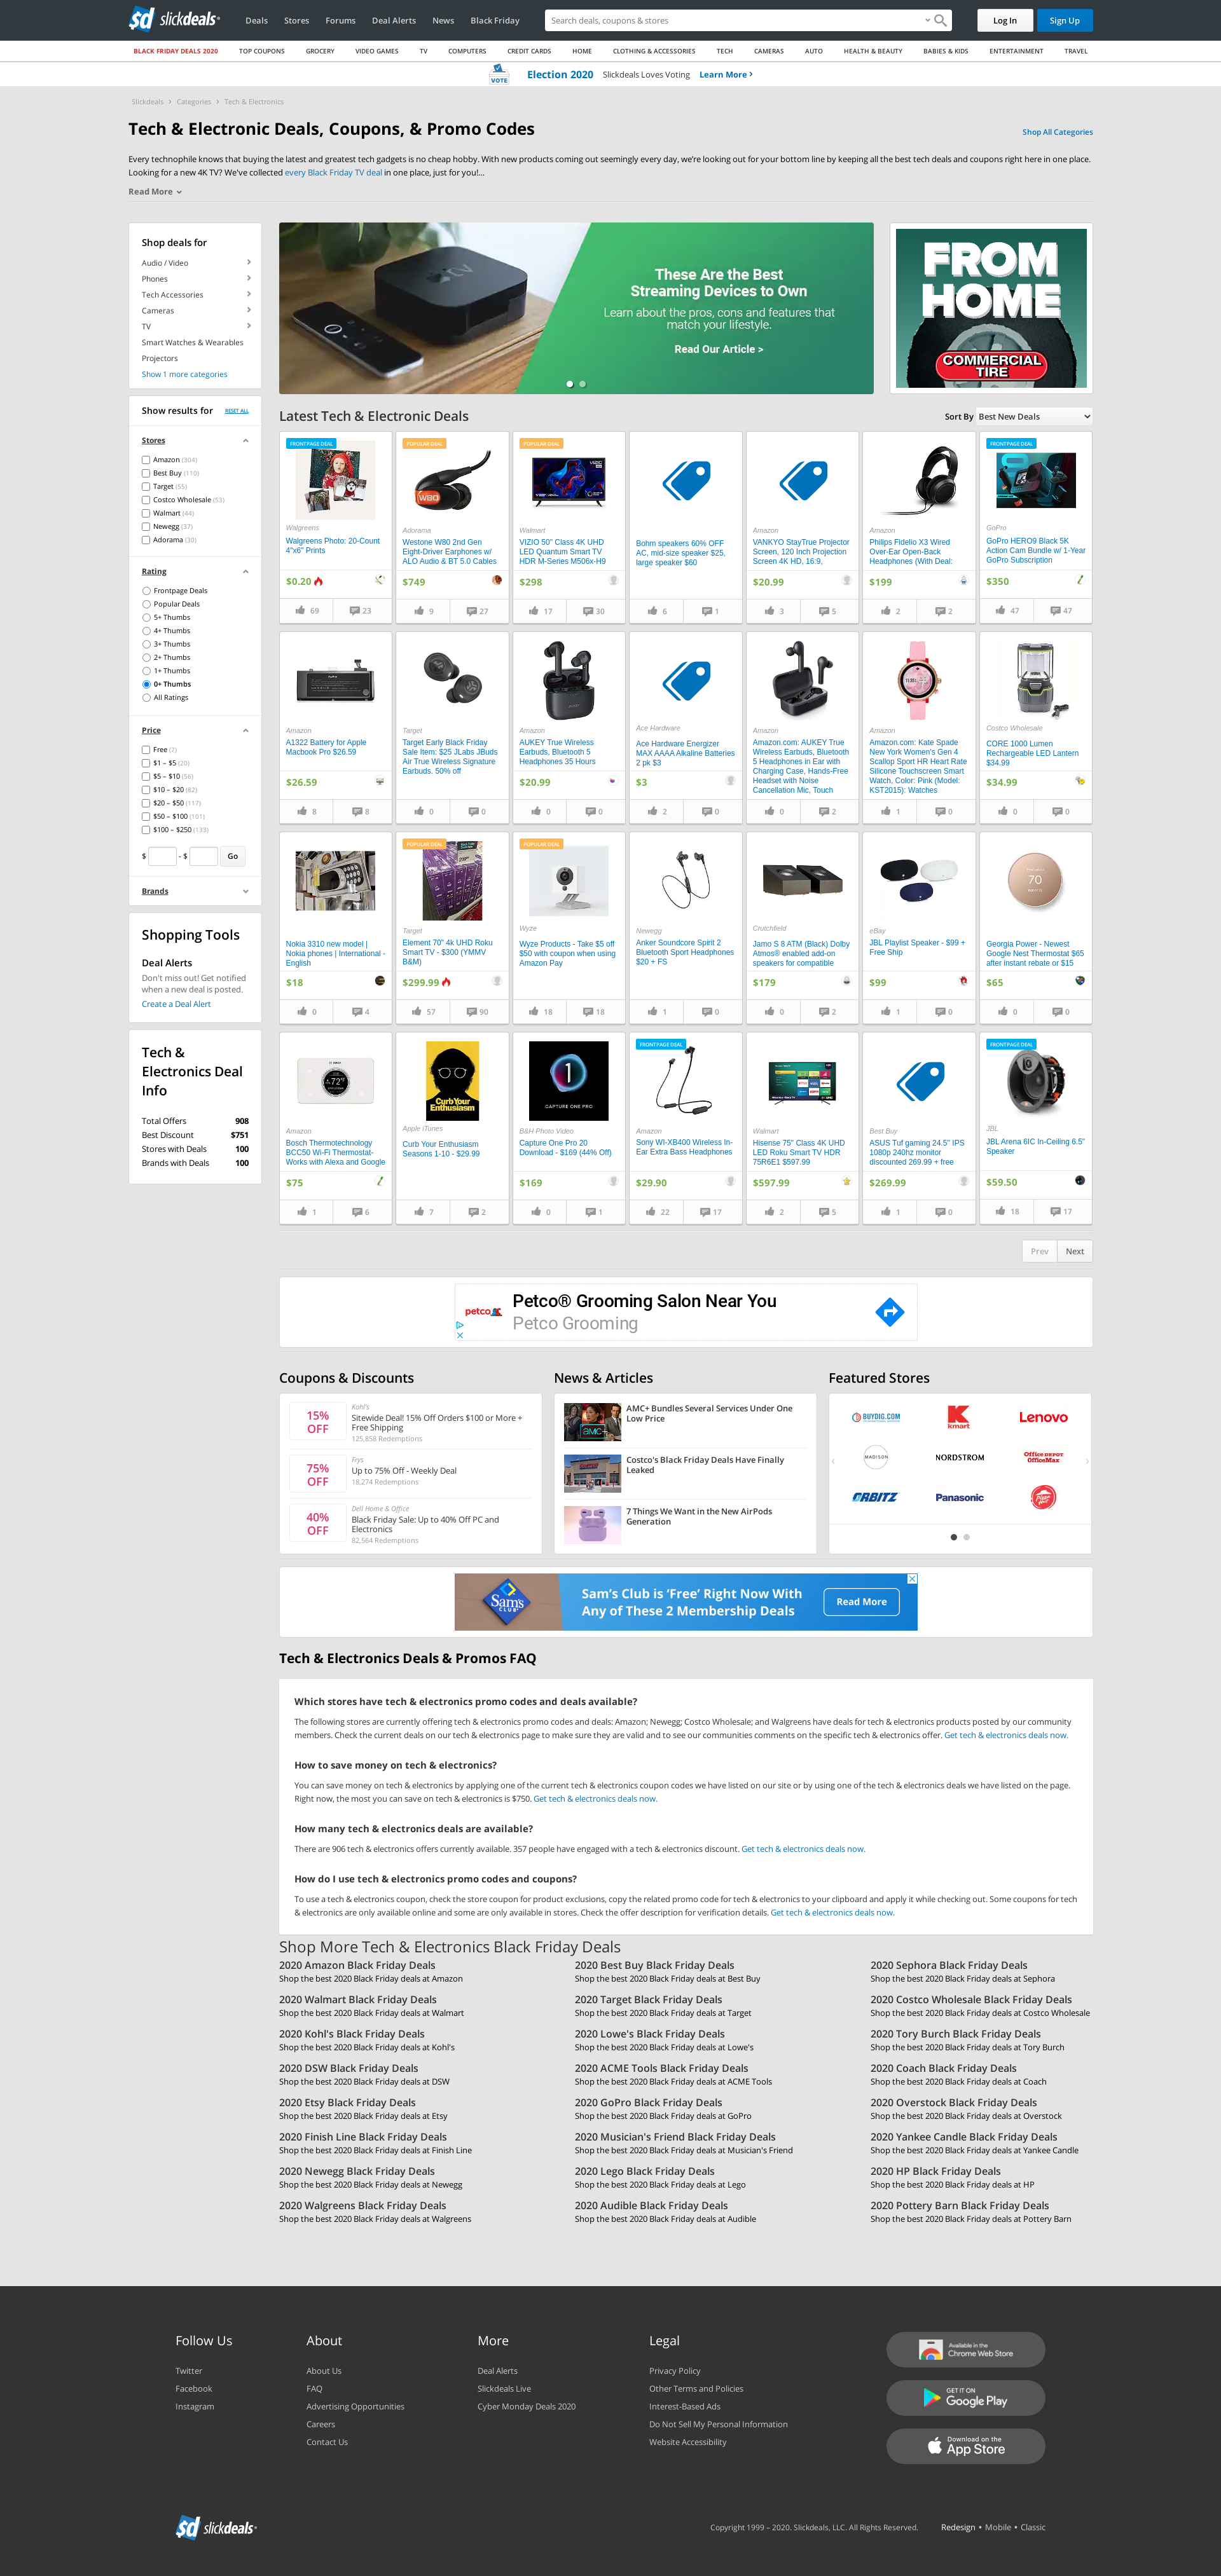 slickdeals
Deals
Stores
Forums
Deal Alerts
News
Black Friday
Search deals, coupons & stores
Log In
Sign Up
BLACK FRIDAY DEALS 2020
TOP COUPONS
GROCERY
VIDEO GAMES
TV
COMPUTERS
CREDIT CARDS
HOME
CLOTHING & ACCESSORIES
TECH
CAMERAS
AUTO
HEALTH & BEAUTY
BABIES & KIDS
ENTERTAINMENT
TRAVEL
VOTE
Election 2020 Slickdeals Loves Voting Learn More ›
Slickdeals › Categories › Tech & Electronics
Tech & Electronic Deals, Coupons, & Promo Codes
Shop All Categories
Every technophile knows that buying the latest and greatest tech gadgets is no cheap hobby. With new products coming out seemingly every day, we're looking out for your bottom line by keeping all the best tech deals and coupons right here in one place.
Looking for a new 4K TV? We've collected every Black Friday TV deal in one place, just for you!...
Read More
Shop deals for
Audio / Video
Phones
Tech Accessories
Cameras
TV
Smart Watches & Wearables
Projectors
Show 1 more categories
Show results for
RESET ALL
Stores
Amazon (304)
Best Buy (110)
Target (55)
Costco Wholesale (53)
Walmart (44)
Newegg (37)
Adorama (30)
Rating
Frontpage Deals
Popular Deals
5+ Thumbs
4+ Thumbs
3+ Thumbs
2+ Thumbs
1+ Thumbs
0+ Thumbs
All Ratings
Price
Free (7)
$1 – $5 (20)
$5 – $10 (56)
$10 – $20 (82)
$20 – $50 (117)
$50 – $100 (101)
$100 – $250 (133)
$ - $ Go
Brands
Shopping Tools
Deal Alerts
Don't miss out! Get notified
when a new deal is posted.
Create a Deal Alert
Tech &
Electronics Deal
Info
Total Offers 908
Best Discount $751
Stores with Deals 100
Brands with Deals 100
These Are the Best
Streaming Devices to Own
Learn about the pros, cons and features that
match your lifestyle.
Read Our Article >
FROM
HOME
COMMERCIAL
TIRE
Latest Tech & Electronic Deals
Sort By Best New Deals
FRONTPAGE DEAL
Walgreens
Walgreens Photo: 20-Count
4"x6" Prints
$0.20
69 23
POPULAR DEAL
Adorama
Westone W80 2nd Gen
Eight-Driver Earphones w/
ALO Audio & BT 5.0 Cables
$749
9 27
POPULAR DEAL
Walmart
VIZIO 50" Class 4K UHD
LED Quantum Smart TV
HDR M-Series M506x-H9
$298
17 30
Bohm speakers 60% OFF
AC, mid-size speaker $25,
large speaker $60
6 1
Amazon
VANKYO StayTrue Projector
Screen, 120 Inch Projection
Screen 4K HD, 16:9,
$20.99
3 5
Amazon
Philips Fidelio X3 Wired
Over-Ear Open-Back
Headphones (With Deal:
$199
2 2
FRONTPAGE DEAL
GoPro
GoPro HERO9 Black 5K
Action Cam Bundle w/ 1-Year
GoPro Subscription
$350
47 47
Amazon
A1322 Battery for Apple
Macbook Pro $26.59
$26.59
8 8
Target
Target Early Black Friday
Sale Item: $25 JLabs JBuds
Air True Wireless Signature
Earbuds. 50% off
0 0
Amazon
AUKEY True Wireless
Earbuds, Bluetooth 5
Headphones 35 Hours
$20.99
0 0
Ace Hardware
Ace Hardware Energizer
MAX AAAA Alkaline Batteries
2 pk $3
$3
2 0
Amazon
Amazon.com: AUKEY True
Wireless Earbuds, Bluetooth
5 Headphones in Ear with
Charging Case, Hands-Free
Headset with Noise
Cancellation Mic, Touch
0 2
Amazon
Amazon.com: Kate Spade
New York Women's Gen 4
Scallop Sport HR Heart Rate
Silicone Touchscreen Smart
Watch, Color: Pink (Model:
KST2015): Watches
1 0
Costco Wholesale
CORE 1000 Lumen
Rechargeable LED Lantern
$34.99
$34.99
0 0
Nokia 3310 new model |
Nokia phones | International -
English
$18
0 4
POPULAR DEAL
Target
Element 70" 4k UHD Roku
Smart TV - $300 (YMMV
B&M)
$299.99
57 90
POPULAR DEAL
Wyze
Wyze Products - Take $5 off
$50 with coupon when using
Amazon Pay
18 18
Newegg
Anker Soundcore Spirit 2
Bluetooth Sport Headphones
$20 + FS
1 0
Crutchfield
Jamo S 8 ATM (Black) Dolby
Atmos® enabled add-on
speakers for compatible
$179
0 2
eBay
JBL Playlist Speaker - $99 +
Free Ship
$99
1 0
70
Georgia Power - Newest
Google Nest Thermostat $65
after instant rebate or $15
$65
0 0
72
Amazon
Bosch Thermotechnology
BCC50 Wi-Fi Thermostat-
Works with Alexa and Google
$75
1 6
Curb Your
Enthusiasm
Apple iTunes
Curb Your Enthusiasm
Seasons 1-10 - $29.99
7 2
1
CAPTURE ONE PRO
B&H Photo Video
Capture One Pro 20
Download - $169 (44% Off)
$169
0 1
FRONTPAGE DEAL
Amazon
Sony WI-XB400 Wireless In-
Ear Extra Bass Headphones
$29.90
22 17
Walmart
Hisense 75" Class 4K UHD
LED Roku Smart TV HDR
75R6E1 $597.99
$597.99
2 5
Best Buy
ASUS Tuf gaming 24.5" IPS
1080p 240hz monitor
discounted 269.99 + free
$269.99
1 0
FRONTPAGE DEAL
JBL
JBL Arena 6IC In-Ceiling 6.5"
Speaker
$59.50
18 17
Prev Next
petco
Petco® Grooming Salon Near You
Petco Grooming
Coupons & Discounts
15%
OFF
Kohl's
Sitewide Deal! 15% Off Orders $100 or More +
Free Shipping
125,858 Redemptions
75%
OFF
Frys
Up to 75% Off - Weekly Deal
18,274 Redemptions
40%
OFF
Dell Home & Office
Black Friday Sale: Up to 40% Off PC and
Electronics
82,564 Redemptions
News & Articles
amc+
AMC+ Bundles Several Services Under One
Low Price
Costco's Black Friday Deals Have Finally
Leaked
7 Things We Want in the New AirPods
Generation
Featured Stores
BUYDIG.COM
kmart
Lenovo
MADISON
NORDSTROM
Office DEPOT
OfficeMax
ORBITZ
Panasonic
Pizza Hut
Sam's
CLUB
Sam's Club is 'Free' Right Now With
Any of These 2 Membership Deals
Read More
Tech & Electronics Deals & Promos FAQ
Which stores have tech & electronics promo codes and deals available?
The following stores are currently offering tech & electronics promo codes and deals: Amazon; Newegg; Costco Wholesale; and Walgreens have deals for tech & electronics products posted by our community
members. Check the current deals on our tech & electronics page to make sure they are valid and to see our communities comments on the specific tech & electronics offer. Get tech & electronics deals now.
How to save money on tech & electronics?
You can save money on tech & electronics by applying one of the current tech & electronics coupon codes we have listed on our site or by using one of the tech & electronics deals we have listed on the page.
Right now, the most you can save on tech & electronics is $750. Get tech & electronics deals now.
How many tech & electronics deals are available?
There are 906 tech & electronics offers currently available. 357 people have engaged with a tech & electronics discount. Get tech & electronics deals now.
How do I use tech & electronics promo codes and coupons?
To use a tech & electronics coupon, check the store coupon for product exclusions, copy the related promo code for tech & electronics to your clipboard and apply it while checking out. Some coupons for tech
& electronics are only available online and some are only available in stores. Check the offer description for verification details. Get tech & electronics deals now.
Shop More Tech & Electronics Black Friday Deals
2020 Amazon Black Friday Deals
Shop the best 2020 Black Friday deals at Amazon
2020 Best Buy Black Friday Deals
Shop the best 2020 Black Friday deals at Best Buy
2020 Sephora Black Friday Deals
Shop the best 2020 Black Friday deals at Sephora
2020 Walmart Black Friday Deals
Shop the best 2020 Black Friday deals at Walmart
2020 Target Black Friday Deals
Shop the best 2020 Black Friday deals at Target
2020 Costco Wholesale Black Friday Deals
Shop the best 2020 Black Friday deals at Costco Wholesale
2020 Kohl's Black Friday Deals
Shop the best 2020 Black Friday deals at Kohl's
2020 Lowe's Black Friday Deals
Shop the best 2020 Black Friday deals at Lowe's
2020 Tory Burch Black Friday Deals
Shop the best 2020 Black Friday deals at Tory Burch
2020 DSW Black Friday Deals
Shop the best 2020 Black Friday deals at DSW
2020 ACME Tools Black Friday Deals
Shop the best 2020 Black Friday deals at ACME Tools
2020 Coach Black Friday Deals
Shop the best 2020 Black Friday deals at Coach
2020 Etsy Black Friday Deals
Shop the best 2020 Black Friday deals at Etsy
2020 GoPro Black Friday Deals
Shop the best 2020 Black Friday deals at GoPro
2020 Overstock Black Friday Deals
Shop the best 2020 Black Friday deals at Overstock
2020 Finish Line Black Friday Deals
Shop the best 2020 Black Friday deals at Finish Line
2020 Musician's Friend Black Friday Deals
Shop the best 2020 Black Friday deals at Musician's Friend
2020 Yankee Candle Black Friday Deals
Shop the best 2020 Black Friday deals at Yankee Candle
2020 Newegg Black Friday Deals
Shop the best 2020 Black Friday deals at Newegg
2020 Lego Black Friday Deals
Shop the best 2020 Black Friday deals at Lego
2020 HP Black Friday Deals
Shop the best 2020 Black Friday deals at HP
2020 Walgreens Black Friday Deals
Shop the best 2020 Black Friday deals at Walgreens
2020 Audible Black Friday Deals
Shop the best 2020 Black Friday deals at Audible
2020 Pottery Barn Black Friday Deals
Shop the best 2020 Black Friday deals at Pottery Barn
Follow Us
Twitter
Facebook
Instagram
About
About Us
FAQ
Advertising Opportunities
Careers
Contact Us
More
Deal Alerts
Slickdeals Live
Cyber Monday Deals 2020
Legal
Privacy Policy
Other Terms and Policies
Interest-Based Ads
Do Not Sell My Personal Information
Website Accessibility
Available in the
Chrome Web Store
GET IT ON
Google Play
Download on the
App Store
slickdeals
Copyright 1999 – 2020. Slickdeals, LLC. All Rights Reserved.
Redesign • Mobile • Classic